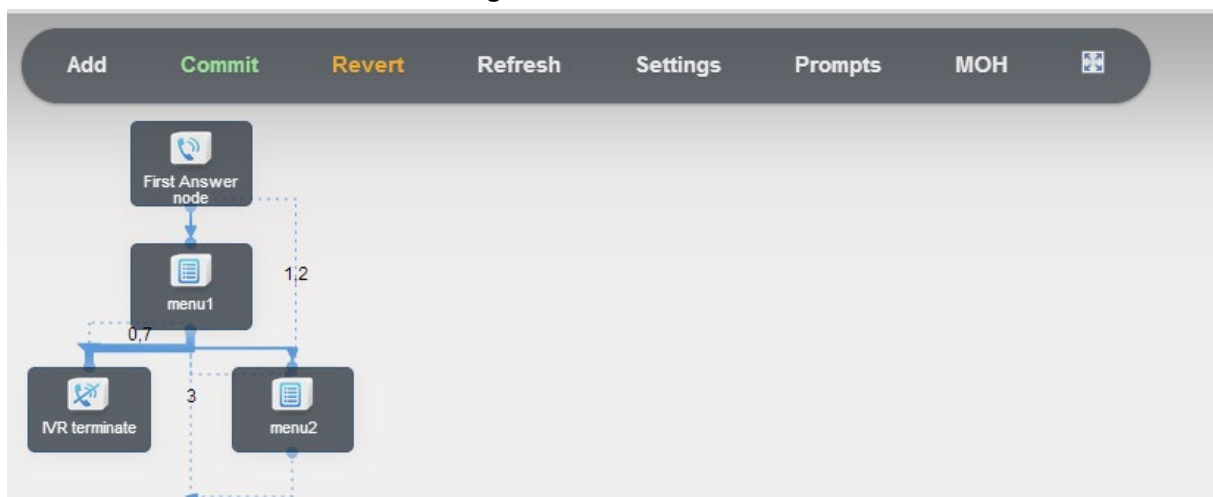 Add Commit Revert Refresh Settings Prompts MOH
First Answer
node
menu1
1,2
0,7
3
IVR terminate
menu2